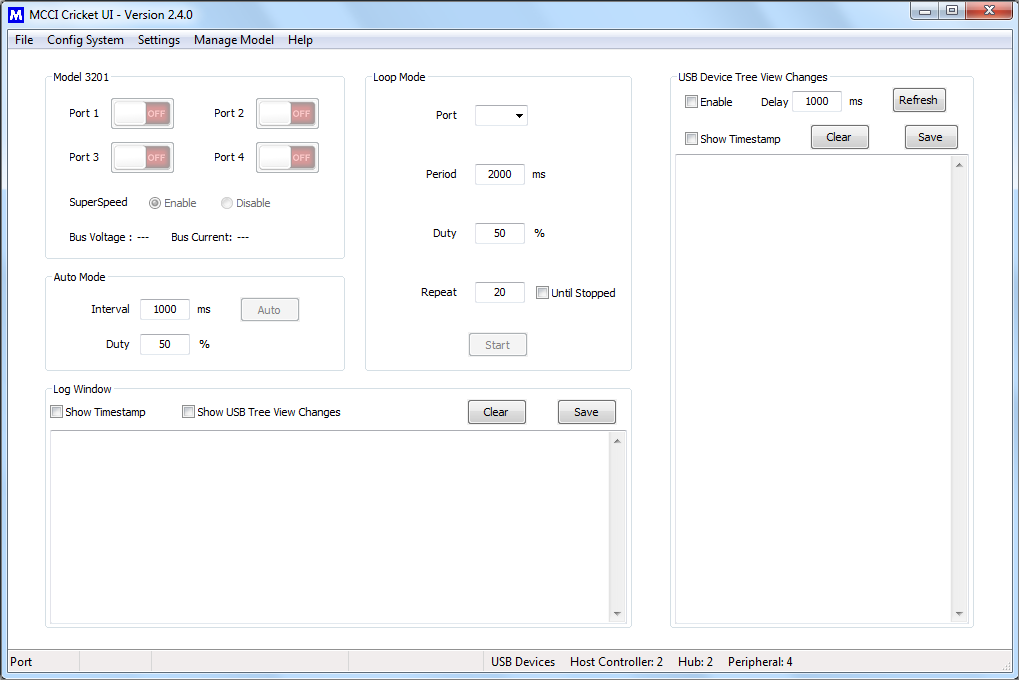 MCCI Cricket UI - Version 2.4.0
File Config System Settings Manage Model Help
Model 3201
Port 1 OFF Port 2 OFF
Port 3 OFF Port 4 OFF
SuperSpeed Enable Disable
Bus Voltage : --- Bus Current: ---
Auto Mode
Interval 1000 ms Auto
Duty 50 %
Loop Mode
Port
Period 2000 ms
Duty 50 %
Repeat 20 Until Stopped
Start
Log Window
Show Timestamp Show USB Tree View Changes Clear Save
USB Device Tree View Changes
Enable Delay 1000 ms Refresh
Show Timestamp Clear Save
Port USB Devices Host Controller: 2 Hub: 2 Peripheral: 4